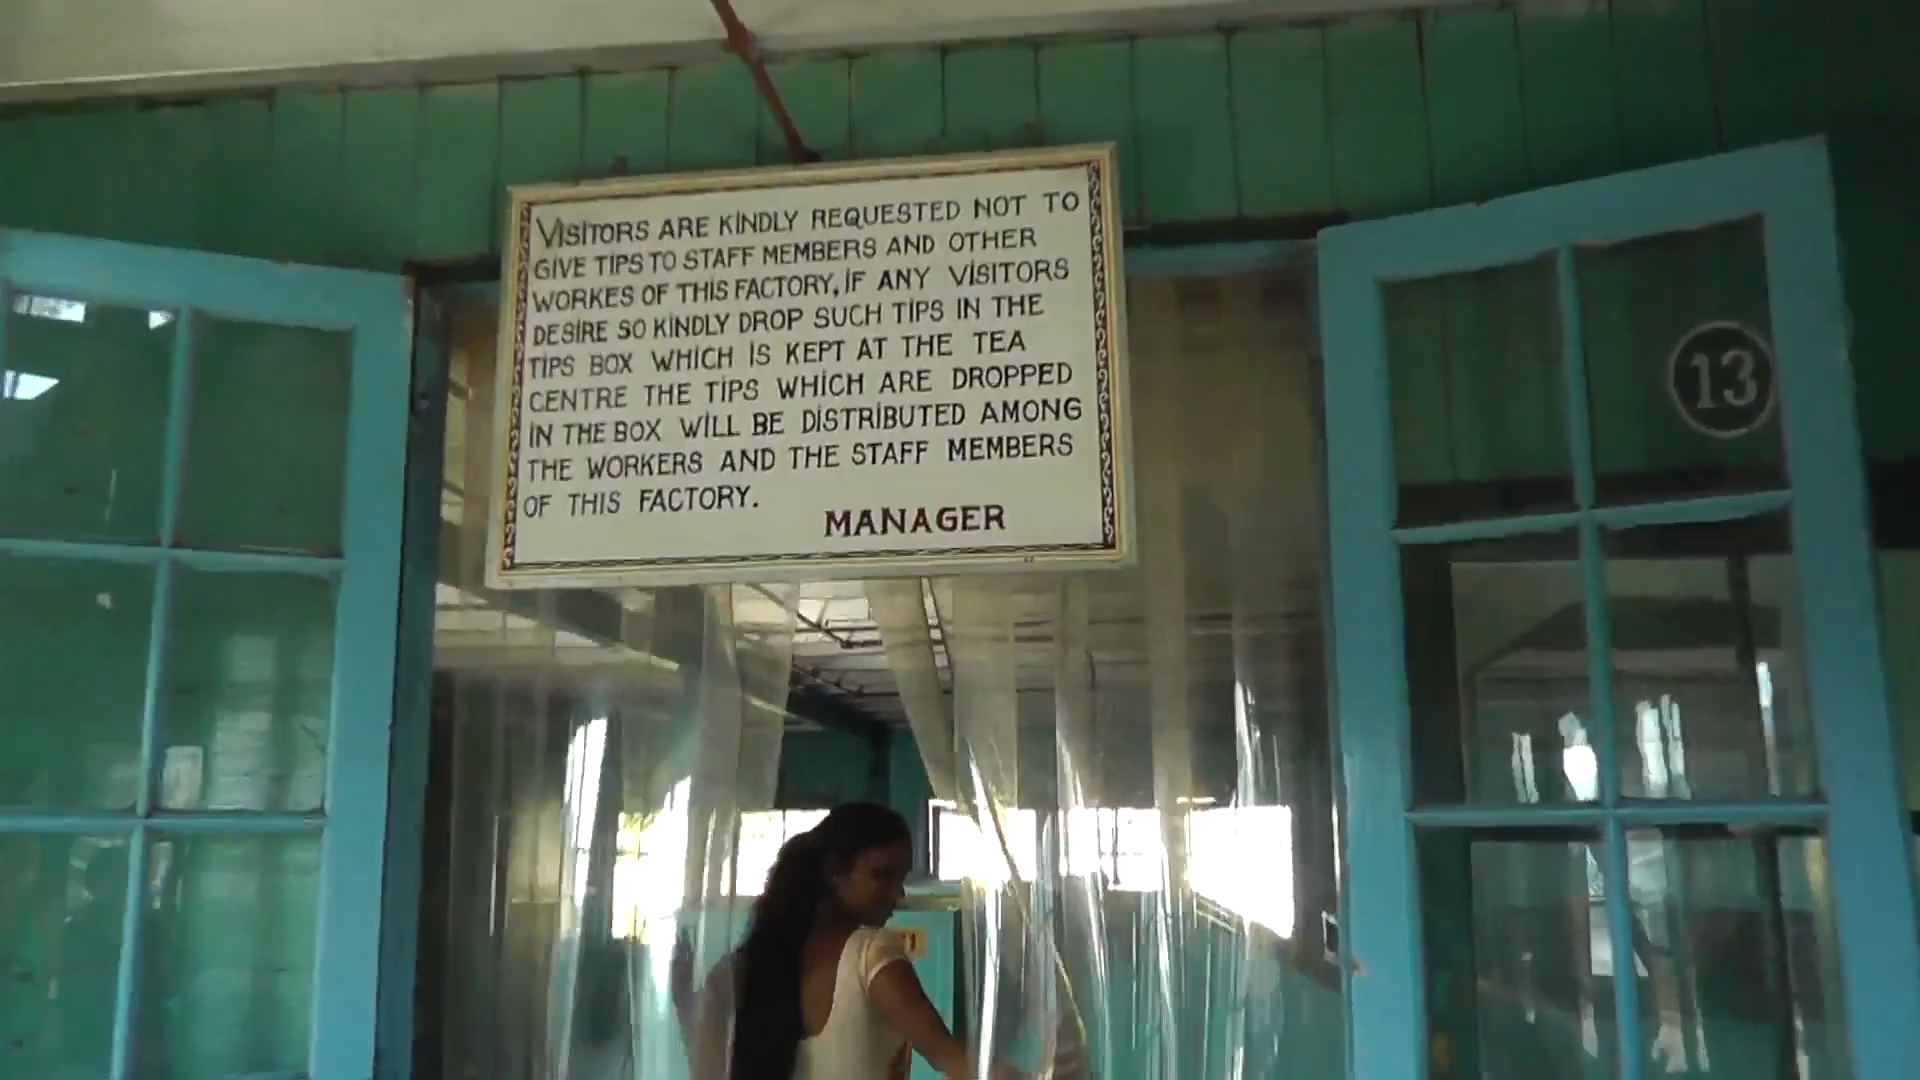 VISITORS ARE KINDLY REQUESTED NOT TO
GIVE TIPS TO STAFF MEMBERS AND OTHER
WORKES OF THIS FACTORY, IF ANY VISITORS
DESIRE SO KINDLY DROP SUCH TIPS IN THE
TIPS BOX WHICH IS KEPT AT THE TEA
CENTRE THE TIPS WHICH ARE DROPPED
IN THE BOX WILL BE DISTRIBUTED AMONG
THE WORKERS AND THE STAFF MEMBERS
OF THIS FACTORY.
MANAGER
13